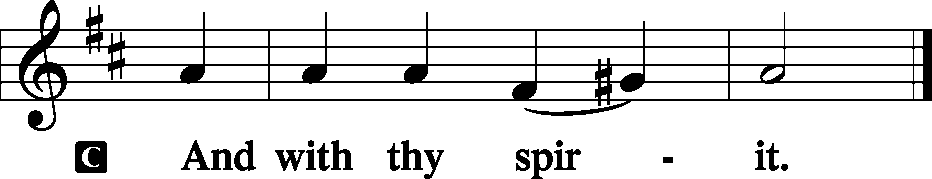 C And with thy spir - it.